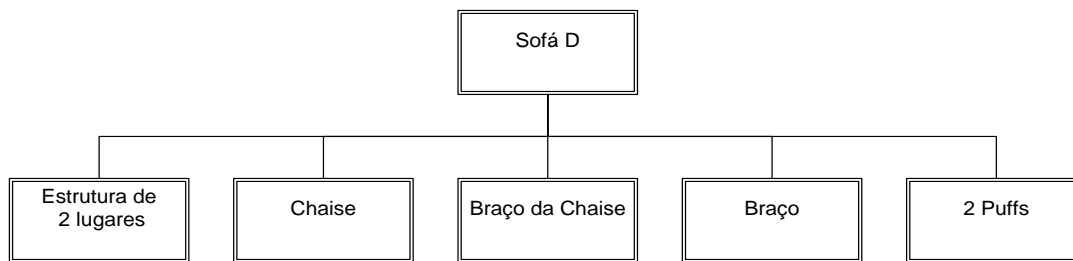 Sofá D
Estrutura de
2 lugares
Chaise
Braço da Chaise
Braço
2 Puffs